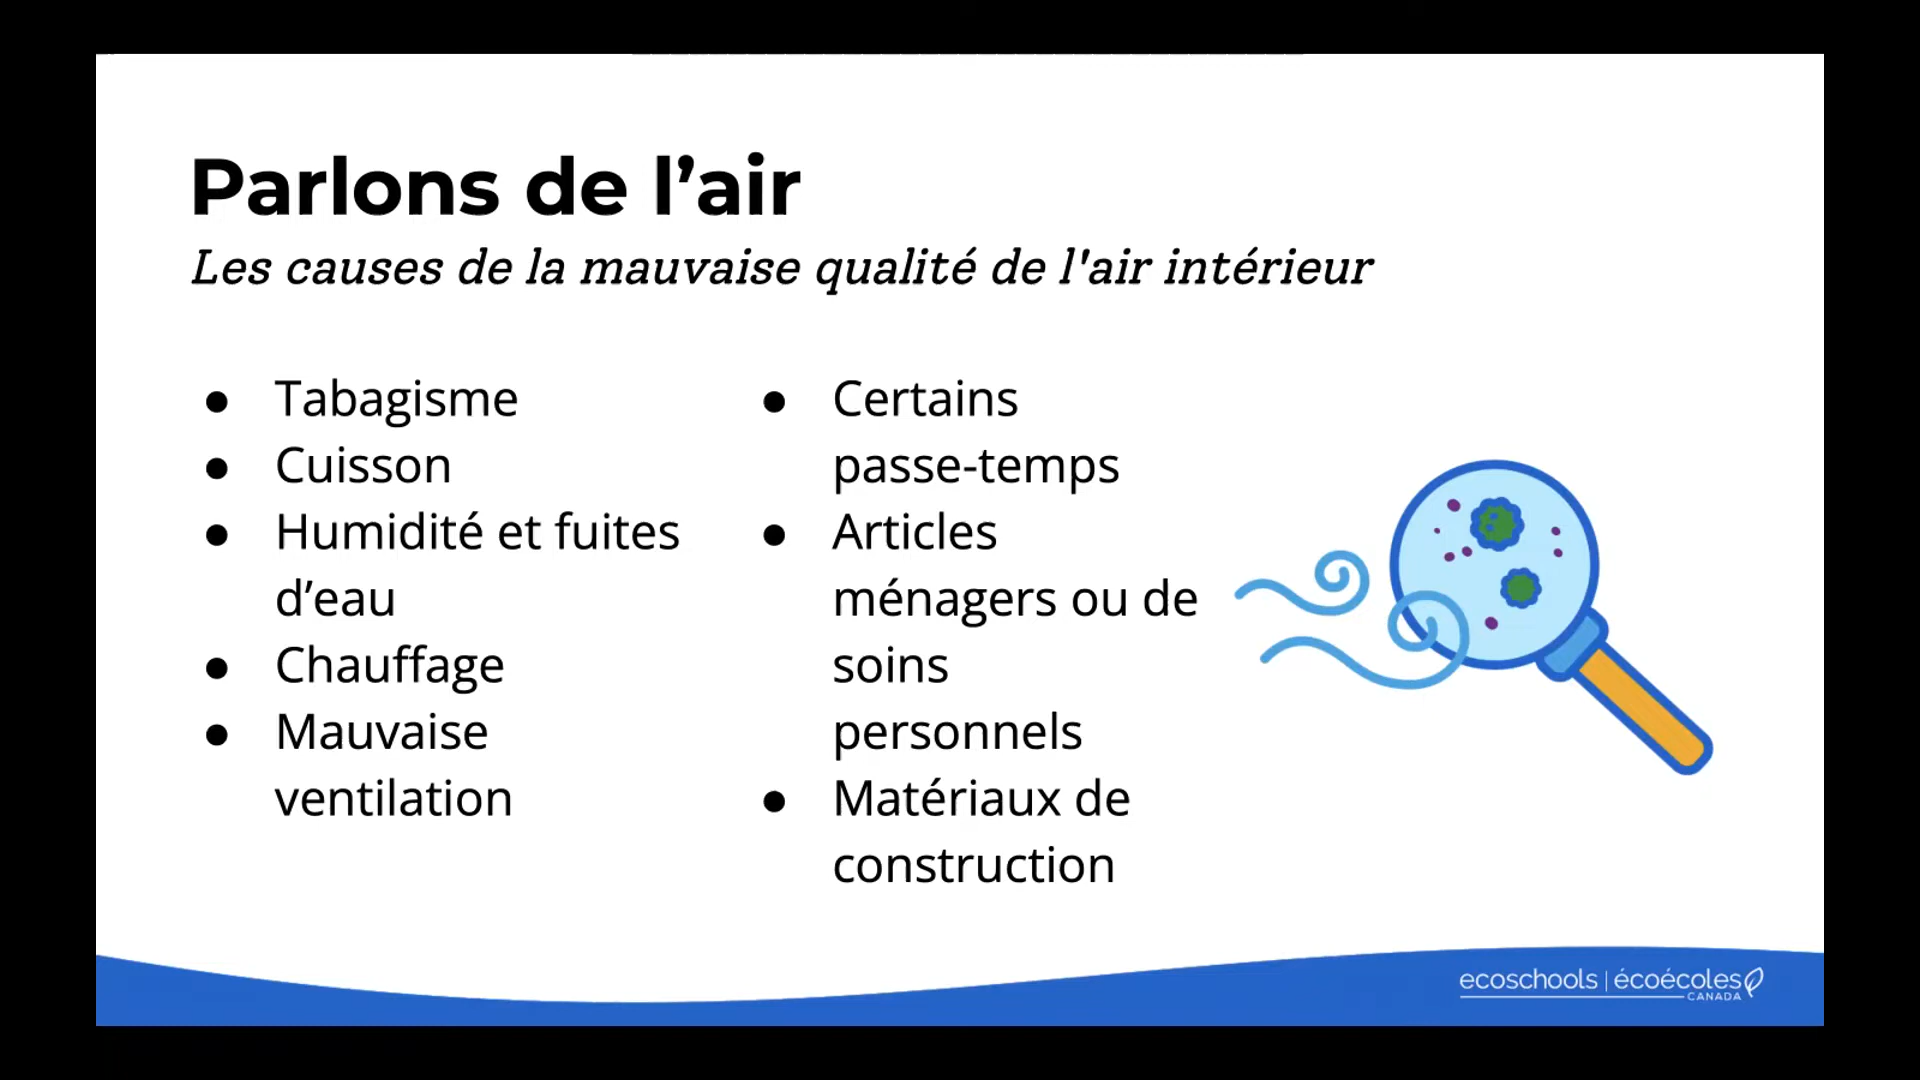 Parlons de l’air
Les causes de la mauvaise qualité de l'air intérieur
● Tabagisme
● Cuisson
● Humidité et fuites
d’eau
● Chauffage
● Mauvaise
ventilation
● Certains
passe-temps
● Articles
ménagers ou de
soins
personnels
● Matériaux de
construction
ecoschools | écoécoles
CANADA